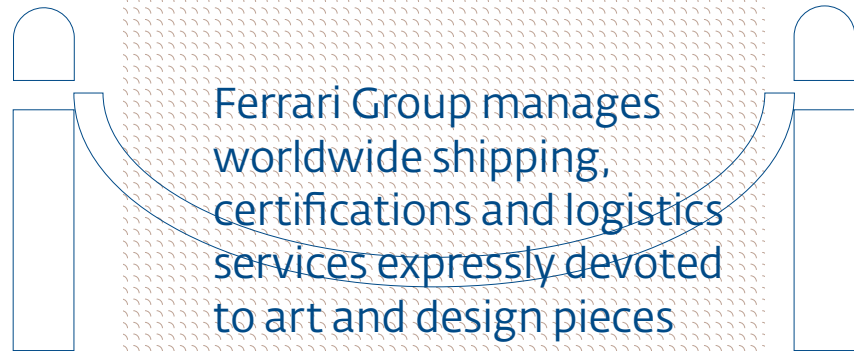 Ferrari Group manages
worldwide shipping,
certifications and logistics
services expressly devoted
to art and design pieces